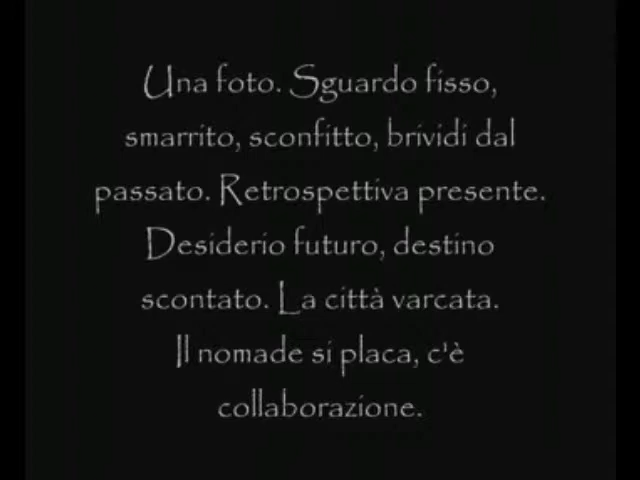 Una foto. Sguardo fisso,
smarrito, sconfitto, brividi dal
passato. Retrospettiva presente.
Desiderio futuro, destino
scontato. La città varcata.
Il nomade si placa, c'è
collaborazione.